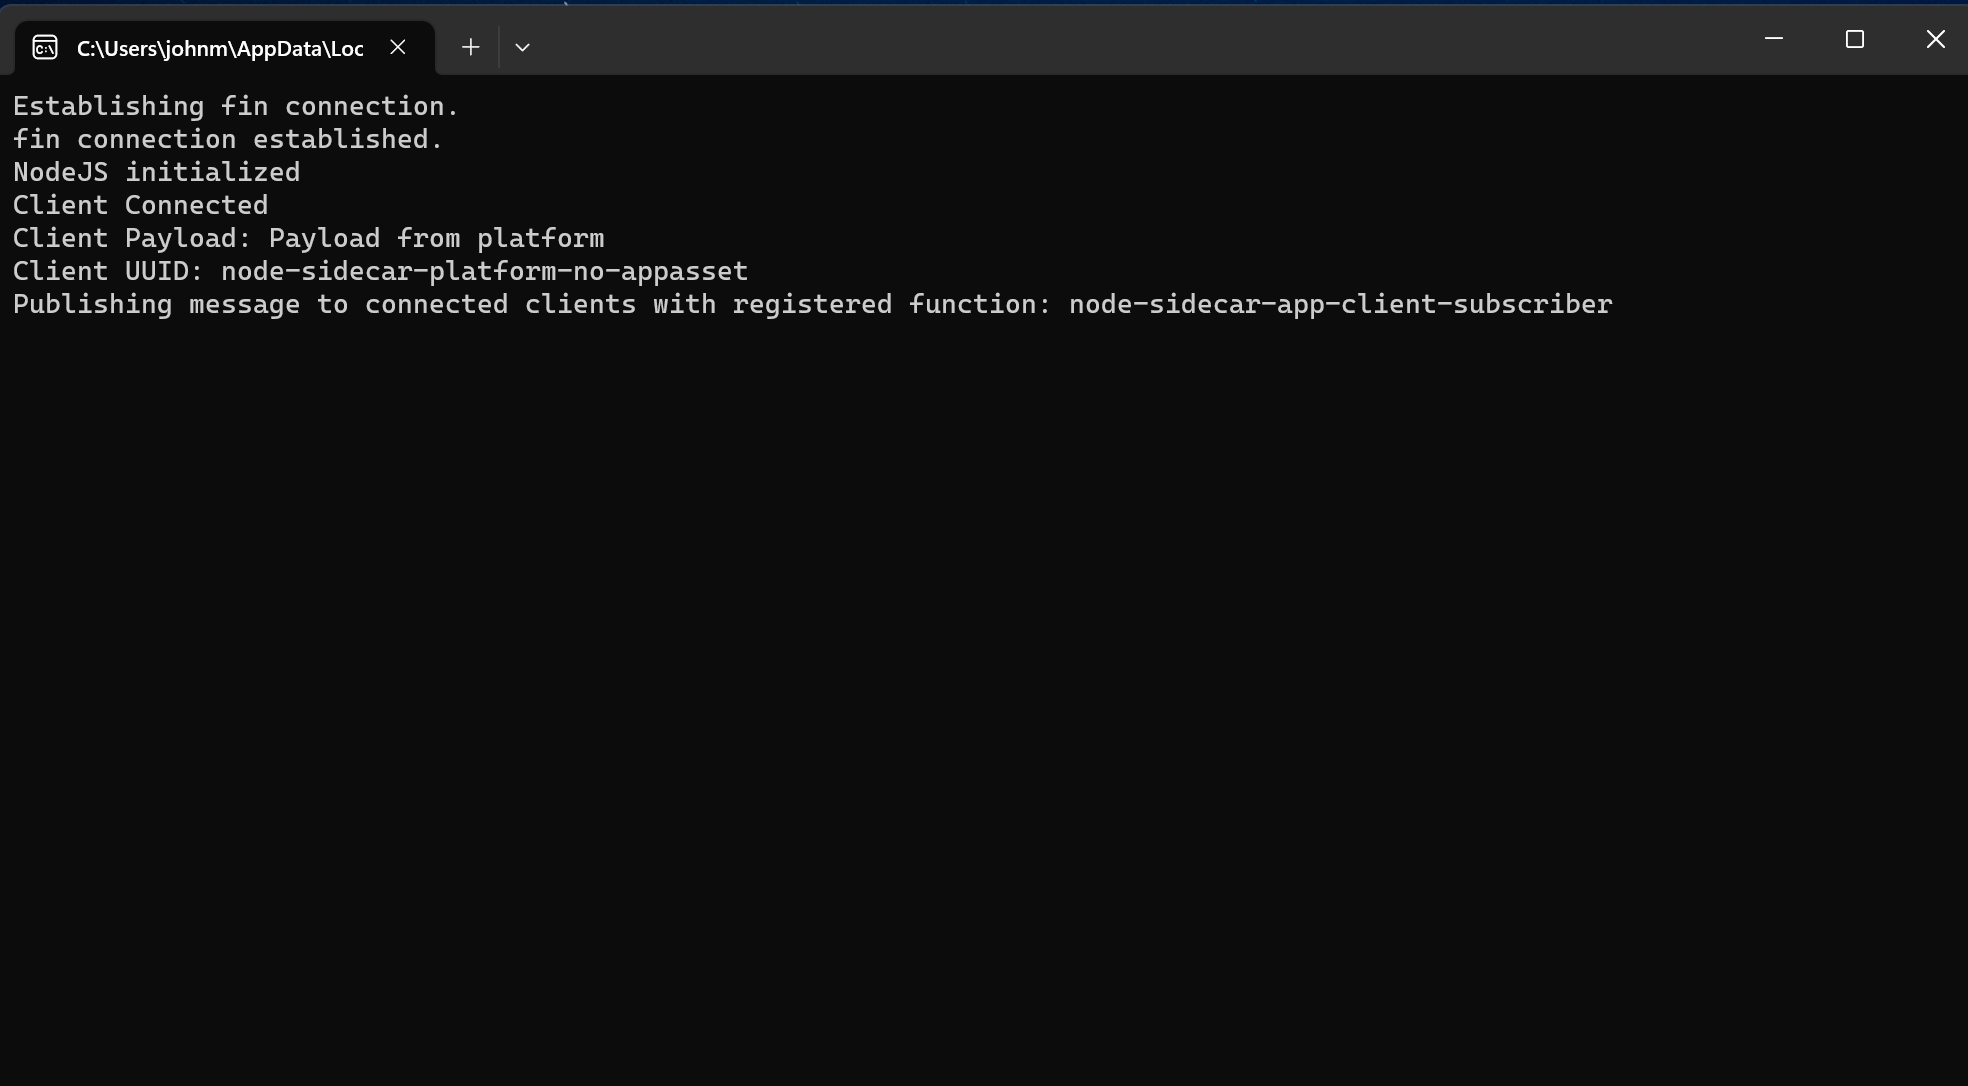 C:\Users\johnm\AppData\Loc
Establishing fin connection.
fin connection established.
NodeJS initialized
Client Connected
Client Payload: Payload from platform
Client UUID: node-sidecar-platform-no-appasset
Publishing message to connected clients with registered function: node-sidecar-app-client-subscriber